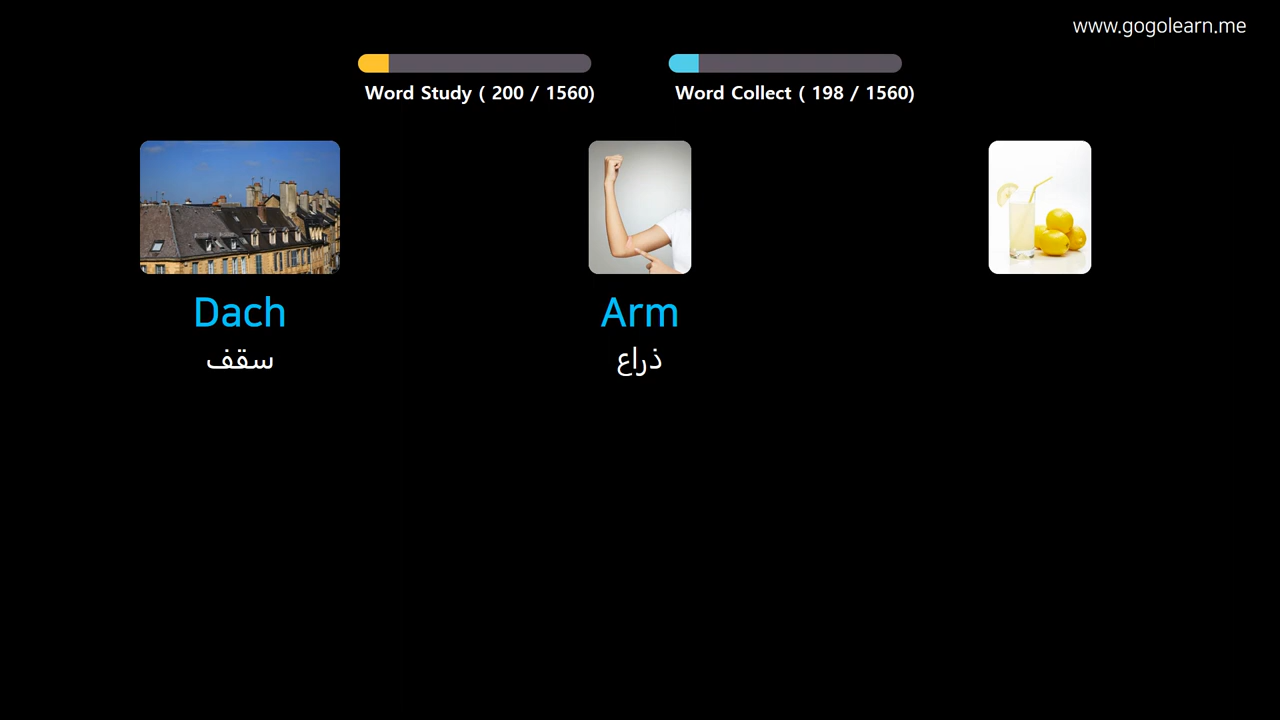 www.gogolearn.me
Word Study ( 200 / 1560)
Word Collect ( 198 / 1560)
Dach
سقف
Arm
ذراع